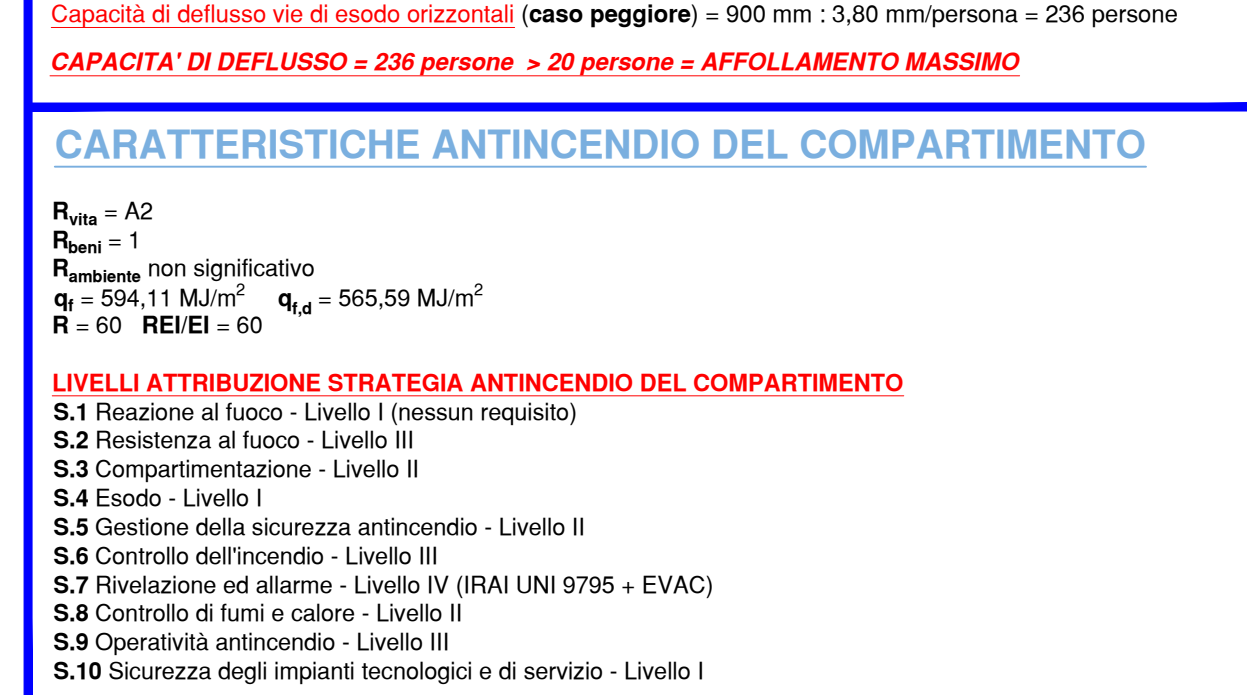 Capacità di deflusso vie di esodo orizzontali (caso peggiore) = 900 mm : 3,80 mm/persona = 236 persone
CAPACITA' DI DEFLUSSO = 236 persone > 20 persone = AFFOLLAMENTO MASSIMO
CARATTERISTICHE ANTINCENDIO DEL COMPARTIMENTO
Rvita = A2
Rbeni = 1
Rambiente non significativo
qf = 594,11 MJ/m2 qf,d = 565,59 MJ/m2
R = 60 REI/EI = 60
LIVELLI ATTRIBUZIONE STRATEGIA ANTINCENDIO DEL COMPARTIMENTO
S.1 Reazione al fuoco - Livello I (nessun requisito)
S.2 Resistenza al fuoco - Livello III
S.3 Compartimentazione - Livello II
S.4 Esodo - Livello I
S.5 Gestione della sicurezza antincendio - Livello II
S.6 Controllo dell'incendio - Livello III
S.7 Rivelazione ed allarme - Livello IV (IRAI UNI 9795 + EVAC)
S.8 Controllo di fumi e calore - Livello II
S.9 Operatività antincendio - Livello III
S.10 Sicurezza degli impianti tecnologici e di servizio - Livello I